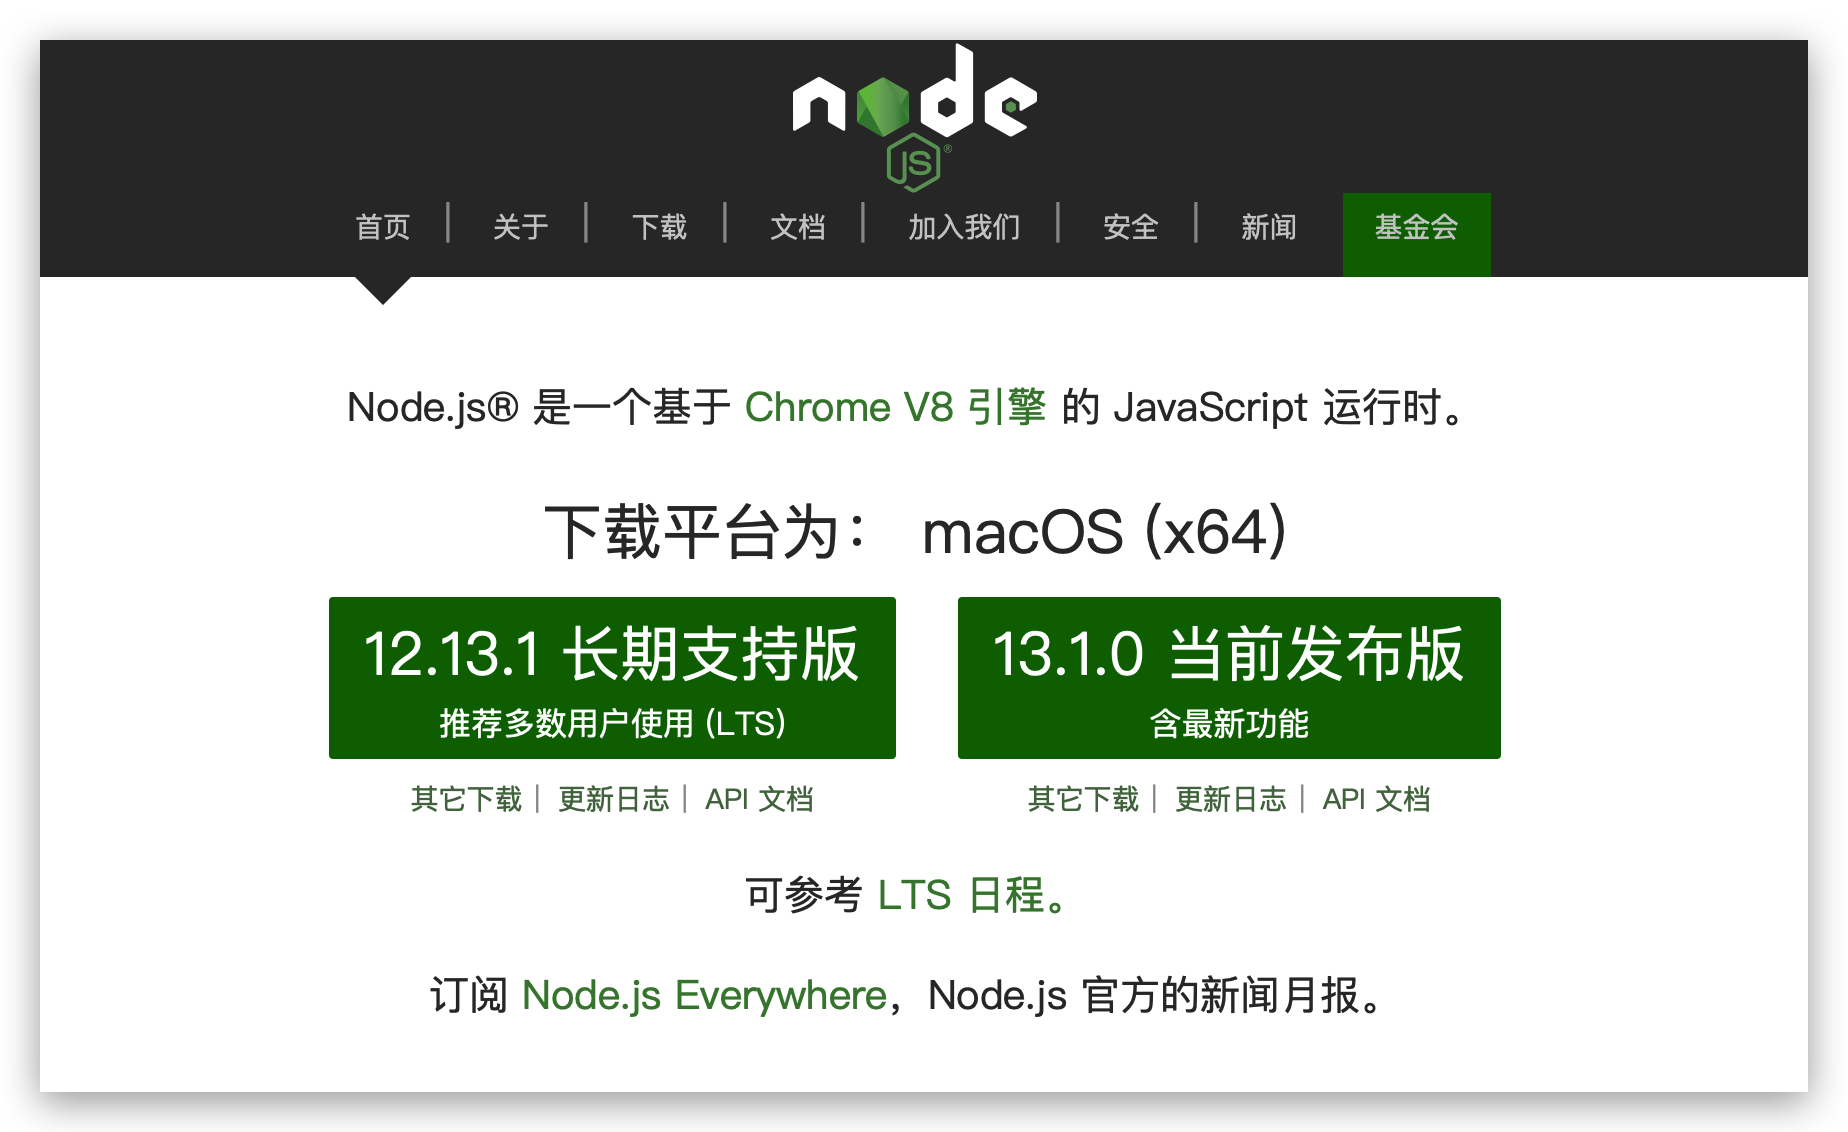 node
JS®
首页 | 关于 | 下载 | 文档 | 加入我们 | 安全 | 新闻 基金会
Node.js® 是一个基于 Chrome V8 引擎 的 JavaScript 运行时。
下载平台为： macOS (x64)
12.13.1 长期支持版
推荐多数用户使用 (LTS)
其它下载 | 更新日志 | API 文档
13.1.0 当前发布版
含最新功能
其它下载 | 更新日志 | API 文档
可参考 LTS 日程。
订阅 Node.js Everywhere，Node.js 官方的新闻月报。